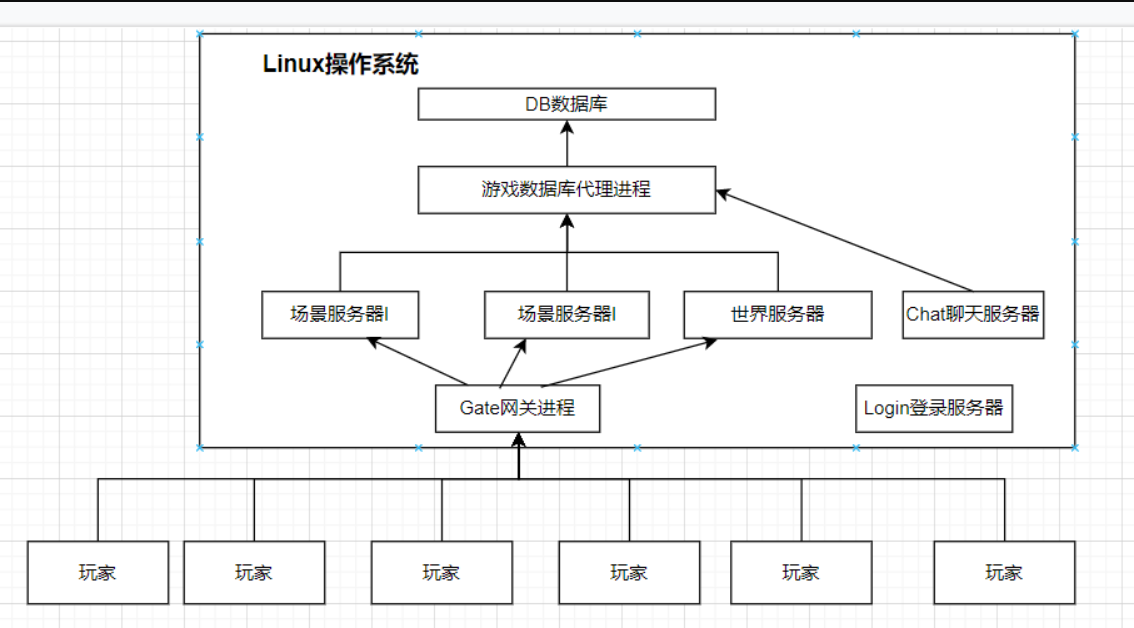 Linux操作系统
DB数据库
游戏数据库代理进程
场景服务器I
场景服务器I
世界服务器
Chat聊天服务器
Gate网关进程
Login登录服务器
玩家
玩家
玩家
玩家
玩家
玩家